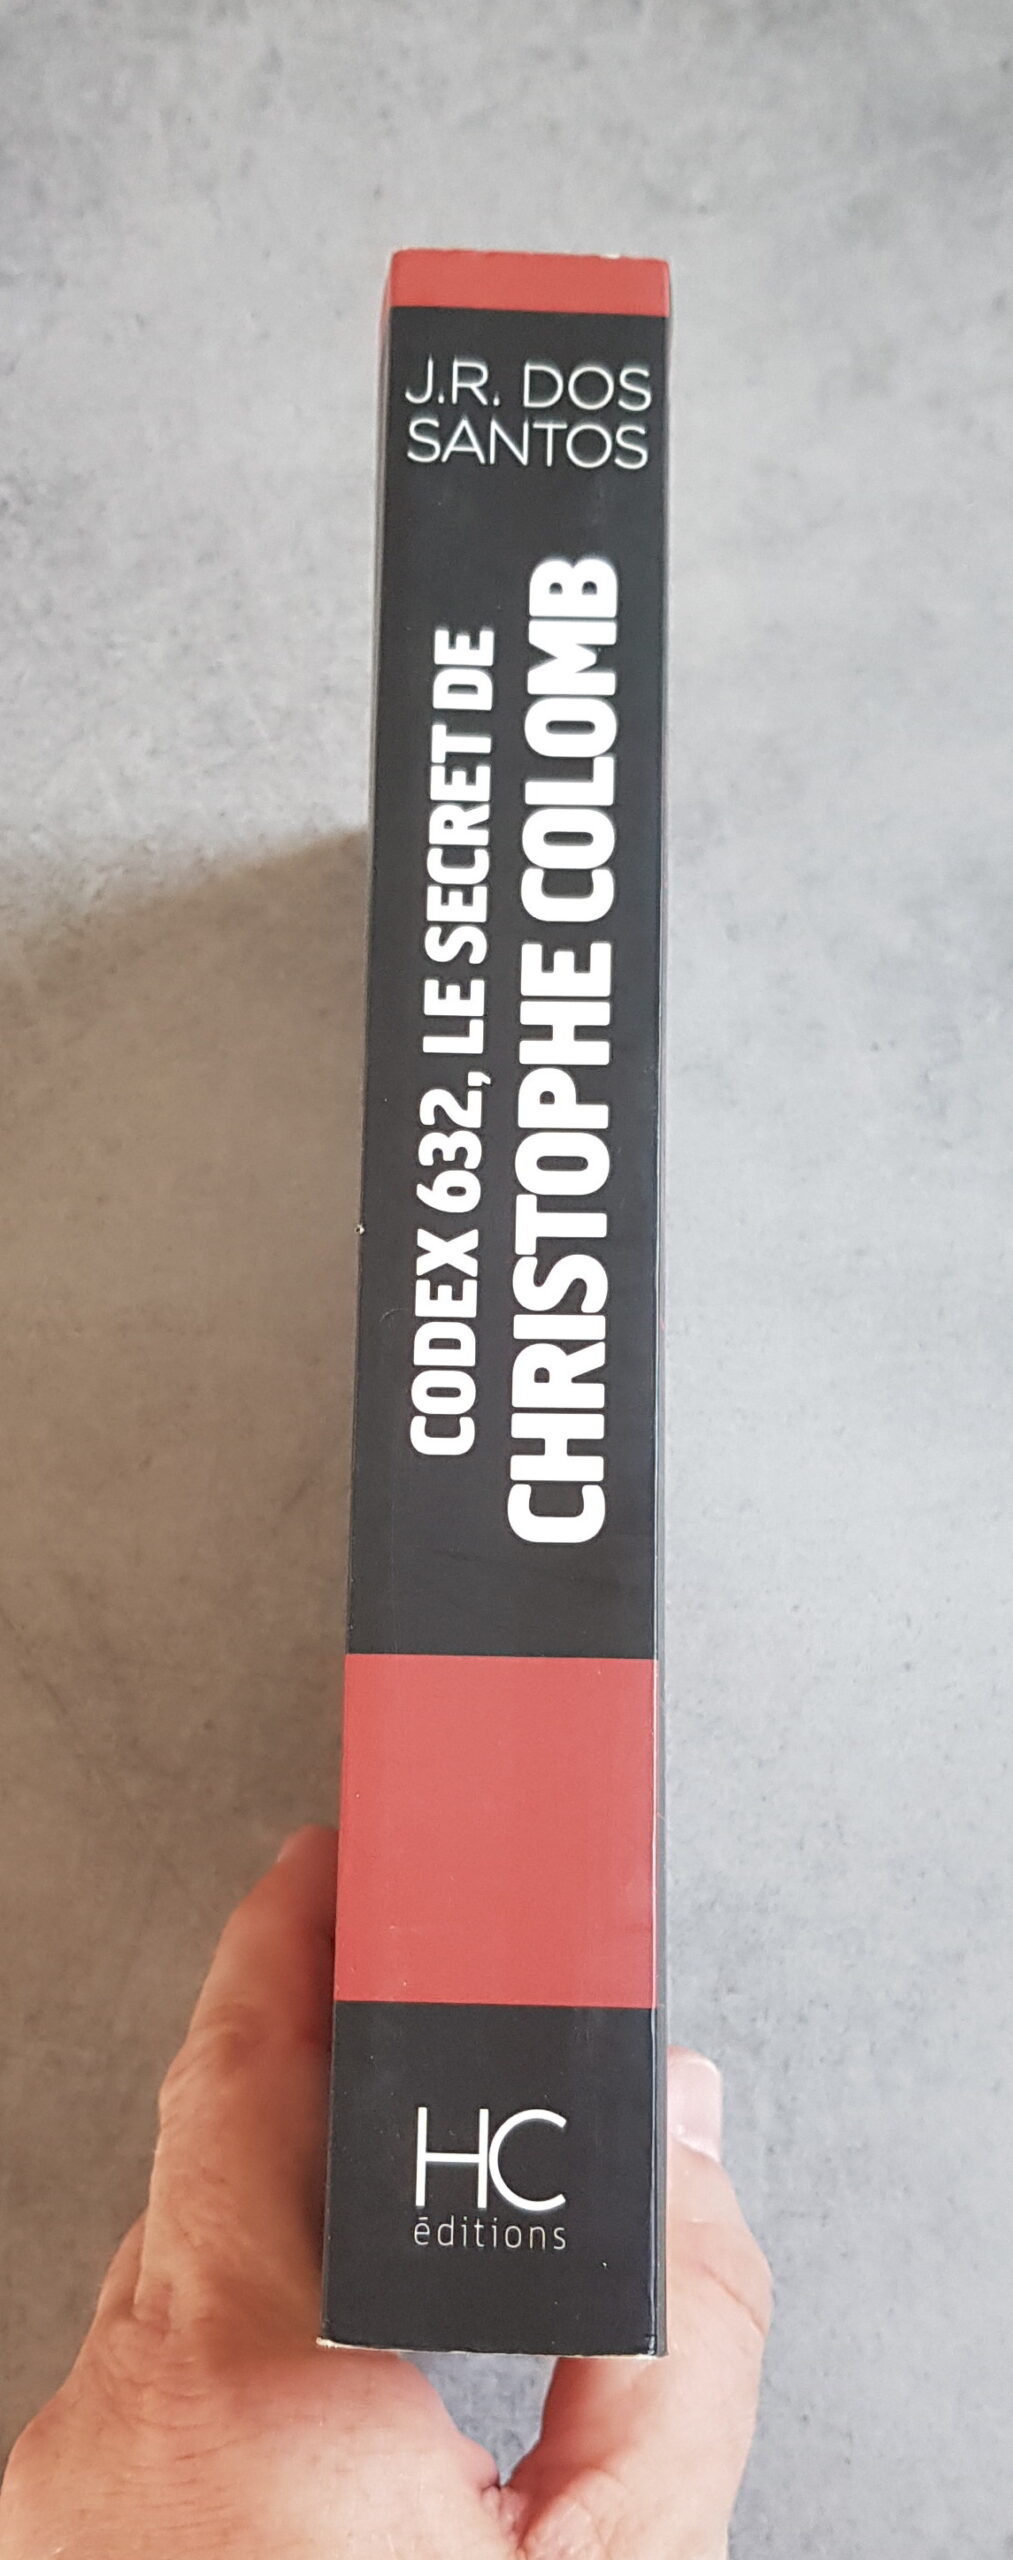 J.R. DOS
SANTOS
CODEX 632, LE SECRET DE
CHRISTOPHE COLOMB
HC
éditions